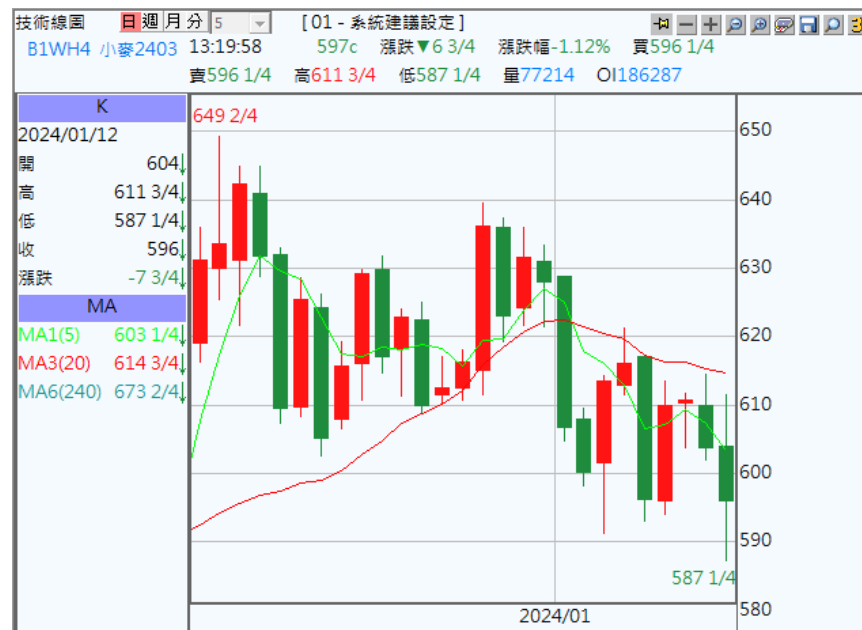 技術線圖 日 週 月 分 5 [ 01 - 系統建議設定 ]
B1WH4 小麥2403 13:19:58 597c 漲跌▼6 3/4 漲跌幅-1.12% 買596 1/4
賣596 1/4 高611 3/4 低587 1/4 量77214 OI186287
K
2024/01/12
開 604↓
高 611 3/4↓
低 587 1/4↓
收 596↓
漲跌 -7 3/4↓
MA
MA1(5) 603 1/4↓
MA3(20) 614 3/4↓
MA6(240) 673 2/4↓
649 2/4
650
640
630
620
610
600
590
587 1/4
580
2024/01